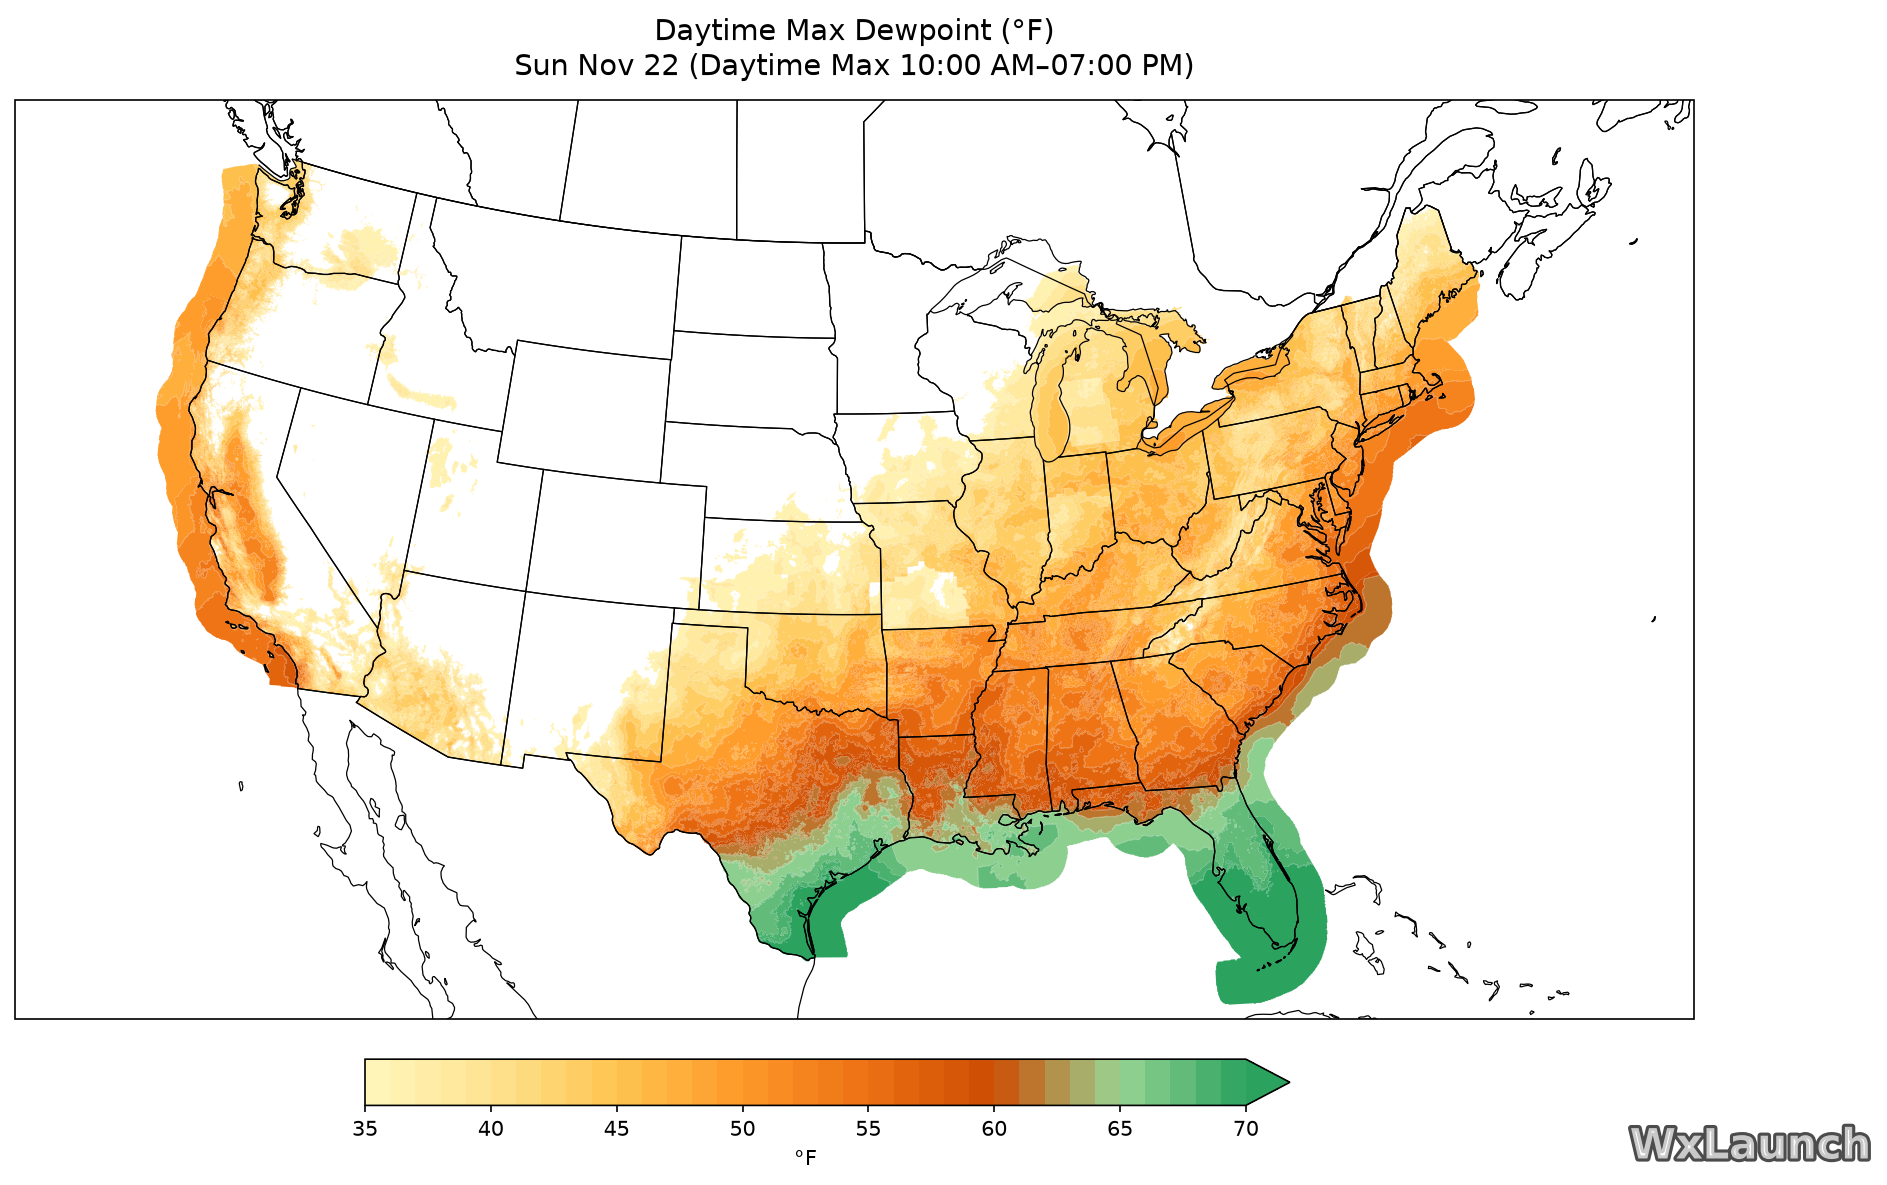 Daytime Max Dewpoint (°F)
Sun Nov 22 (Daytime Max 10:00 AM–07:00 PM)
35 40 45 50 55 60 65 70
°F
WxLaunch